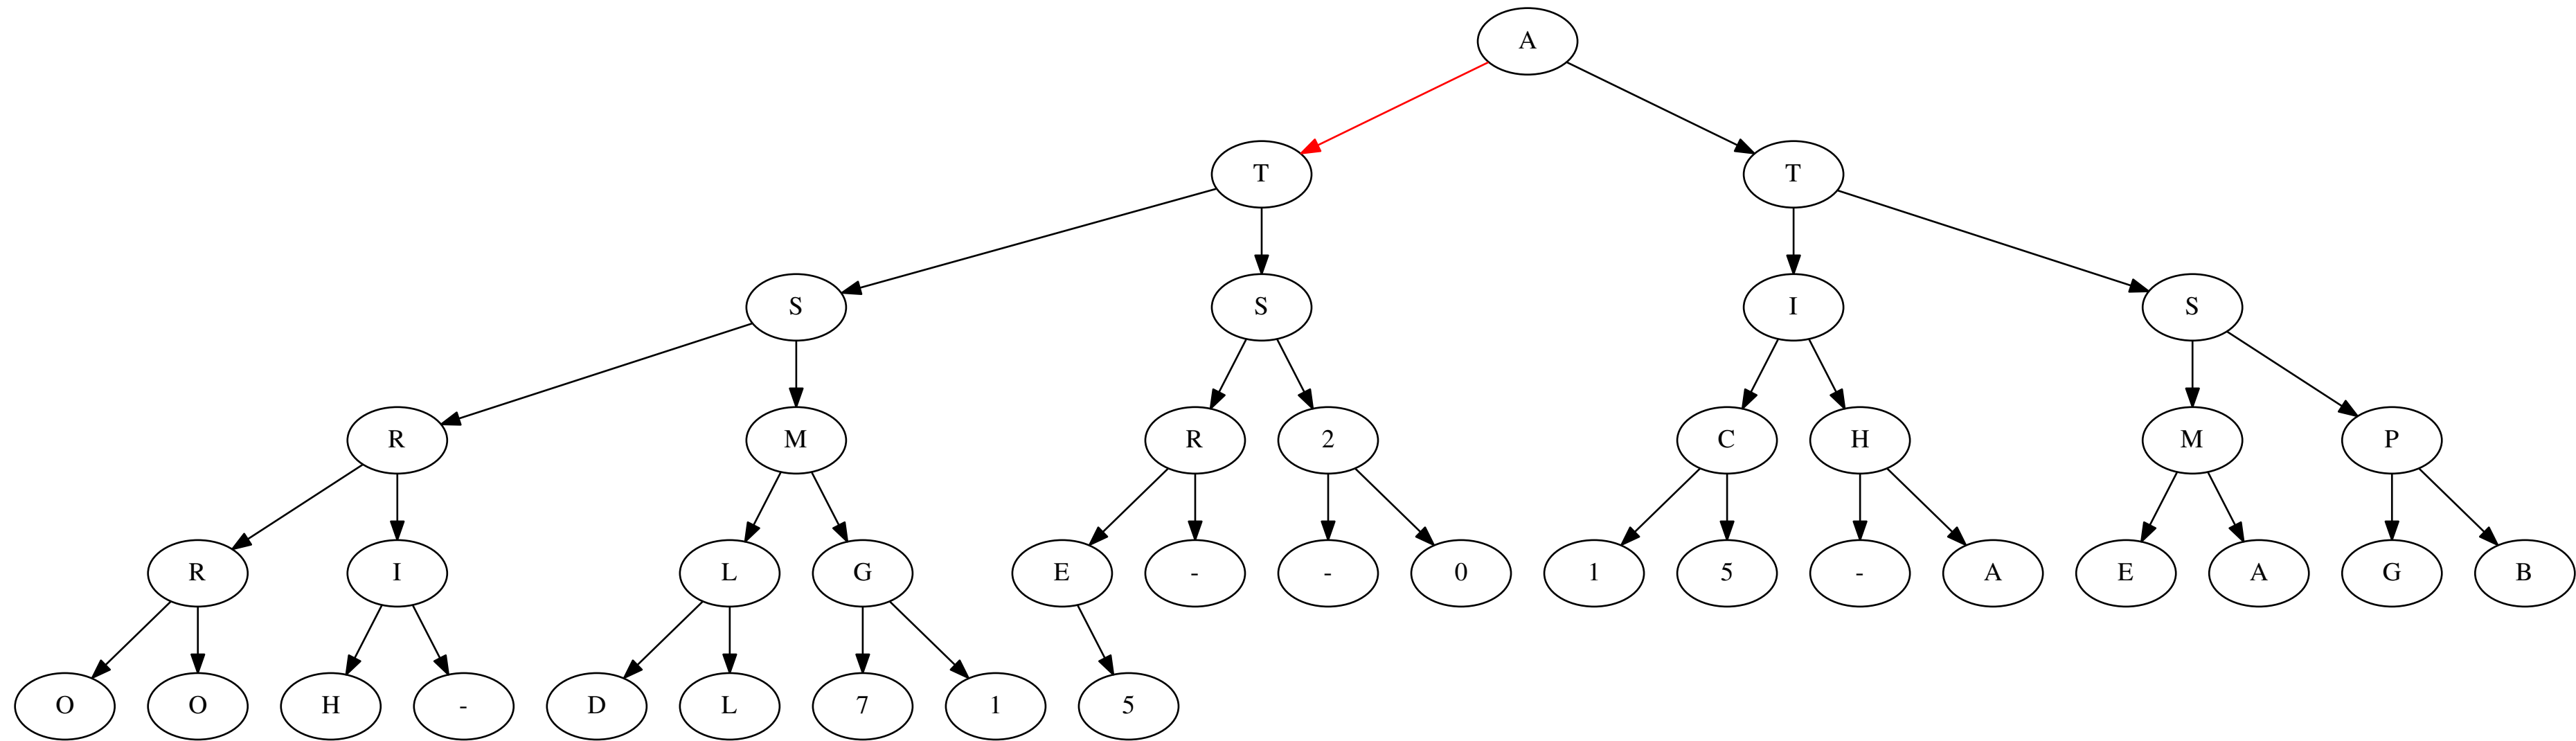 A
T T
S S I S
R M R 2 C H M P
R I L G E - - 0 1 5 - A E A G B
O O H - D L 7 1 5